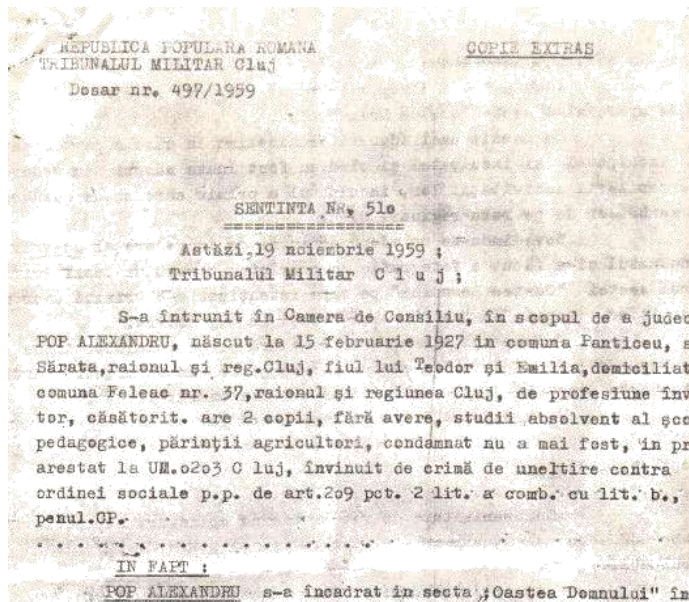 REPUBLICA POPULARA ROMANA
COPIE EXTRAS
TRIBUNALUL MILITAR Cluj
Dosar nr. 497/1959
SENTINTA NR. 51o
==================
Astăzi,19 noiembrie 1959 ;
Tribunalul Militar C l u j ;
S-a întrunit în Camera de Consiliu, în scopul de a judec
POP ALEXANDRU, născut la 15 februarie 1927 in comuna Panticeu, s
Sărata,raionul şi reg.Cluj, fiul lui Teodor şi Emilia,domiciliat
comuna Feleac nr. 37,raionul şi regiunea Cluj, de profesiune înv
tor, căsătorit. are 2 copii, fără avere, studii absolvent al şco
pedagogice, părinţii agricultori, condamnat nu a mai fost, in pr
arestat la UM.o2o3 C luj, învinuit de crimă de uneltire contra
ordinei sociale p.p. de art.2o9 pct. 2 lit. a comb. cu lit. b.,
penul.CP.
. . . . . . . . . . . . . . . . . . . .
IN FAPT :
POP ALEXANDRU s-a încadrat in secta „Oastea Domnului" în